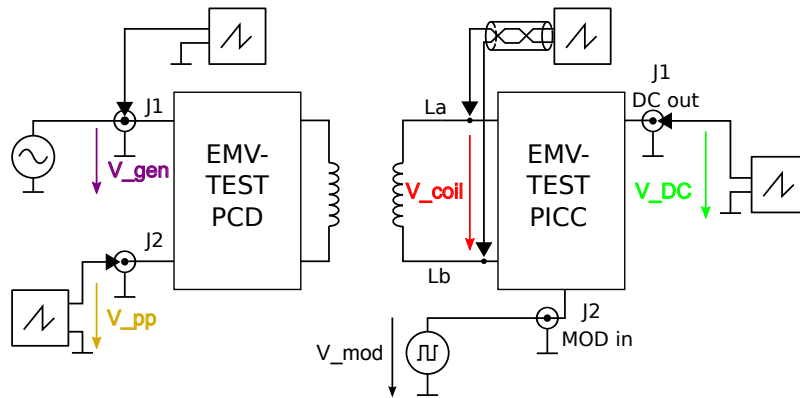 J1
V_gen
EMV-
TEST
PCD
J2
V_pp
La
V_coil
Lb
EMV-
TEST
PICC
J1
DC out
V_DC
J2
MOD in
V_mod